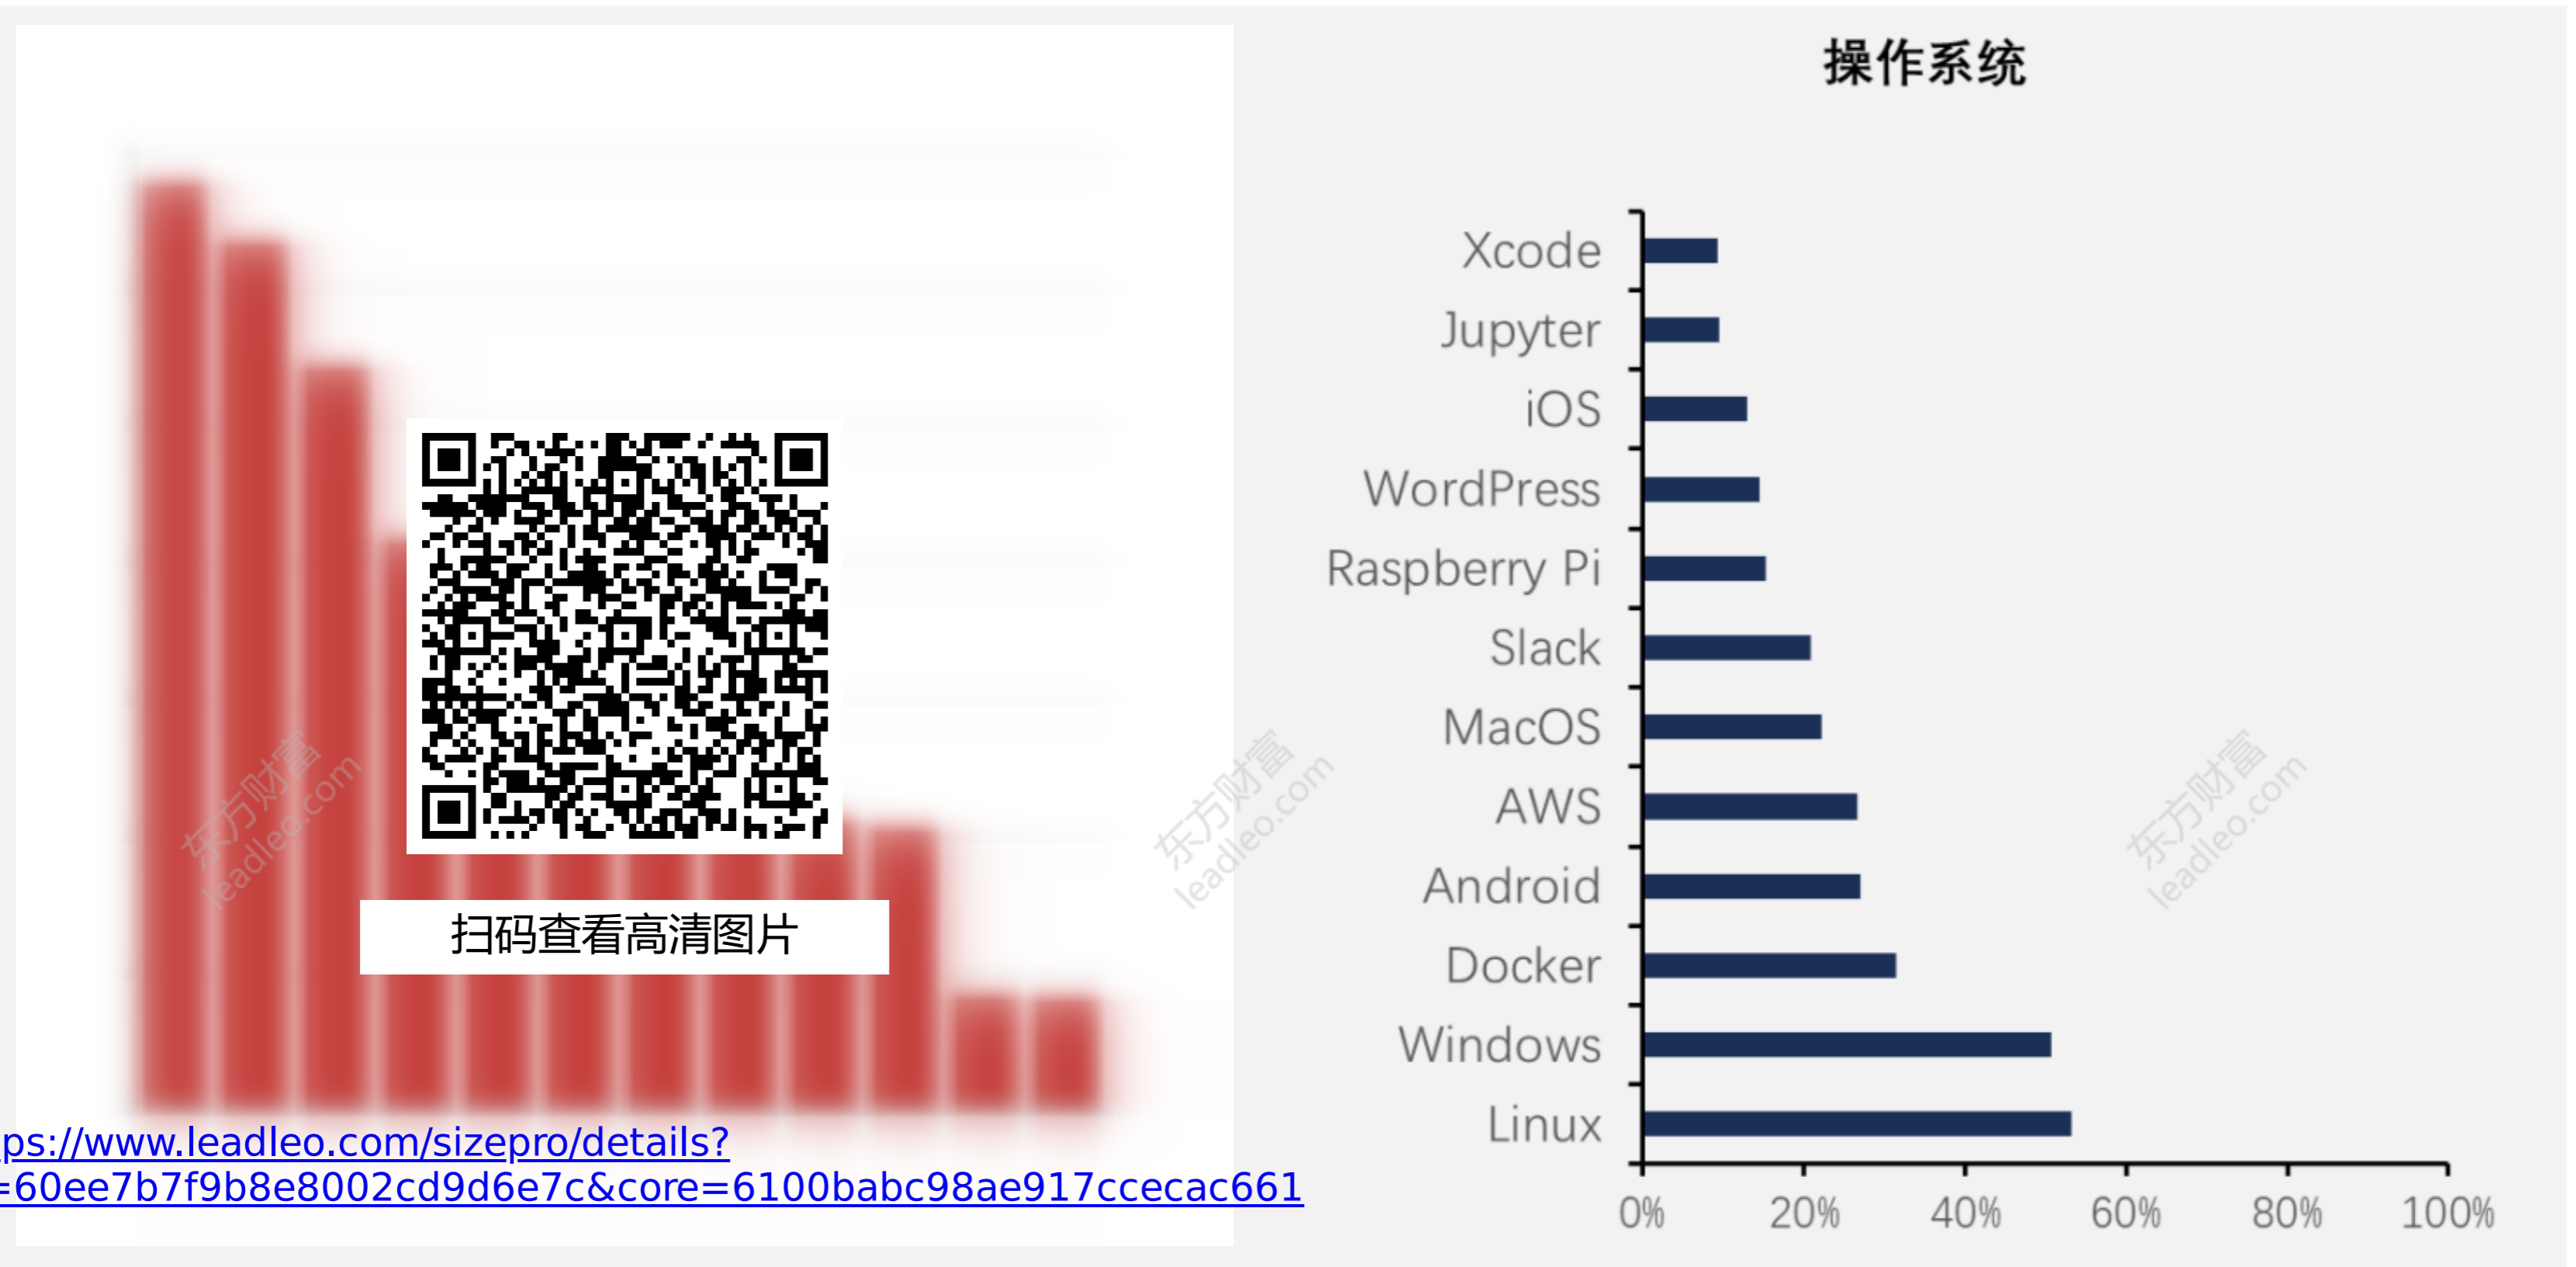 操作系统
Xcode
Jupyter
iOS
WordPress
Raspberry Pi
Slack
MacOS
AWS
Android
Docker
Windows
Linux
0% 20% 40% 60% 80% 100%
扫码查看高清图片
ps://www.leadleo.com/sizepro/details?
=60ee7b7f9b8e8002cd9d6e7c&core=6100babc98ae917ccecac661
东方财富
leadleo.com
东方财富
leadleo.com
东方财富
leadleo.com